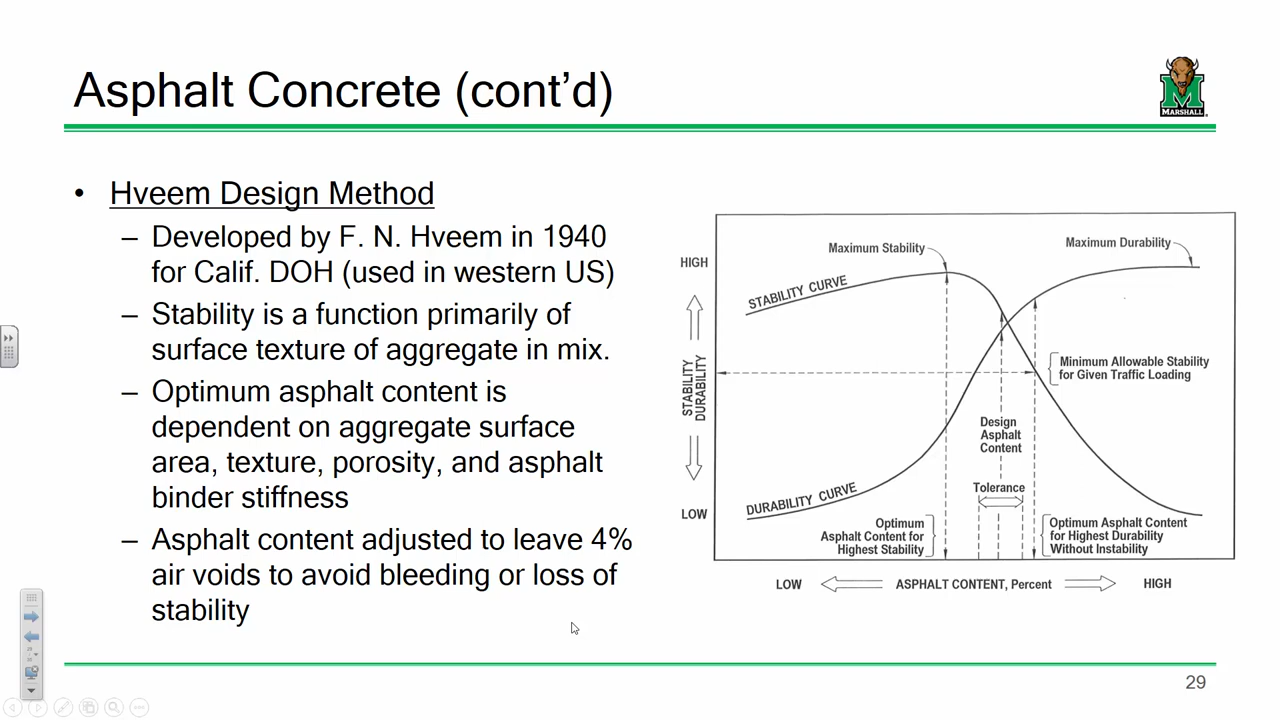 Asphalt Concrete (cont’d)
MARSHALL
• Hveem Design Method
– Developed by F. N. Hveem in 1940
for Calif. DOH (used in western US)
– Stability is a function primarily of
surface texture of aggregate in mix.
– Optimum asphalt content is
dependent on aggregate surface
area, texture, porosity, and asphalt
binder stiffness
– Asphalt content adjusted to leave 4%
air voids to avoid bleeding or loss of
stability
HIGH
STABILITY
DURABILITY
LOW
Maximum Stability
Maximum Durability
STABILITY CURVE
Minimum Allowable Stability
for Given Traffic Loading
Design
Asphalt
Content
Tolerance
DURABILITY CURVE
Optimum
Asphalt Content for
Highest Stability
Optimum Asphalt Content
for Highest Durability
Without Instability
LOW
ASPHALT CONTENT, Percent
HIGH
29